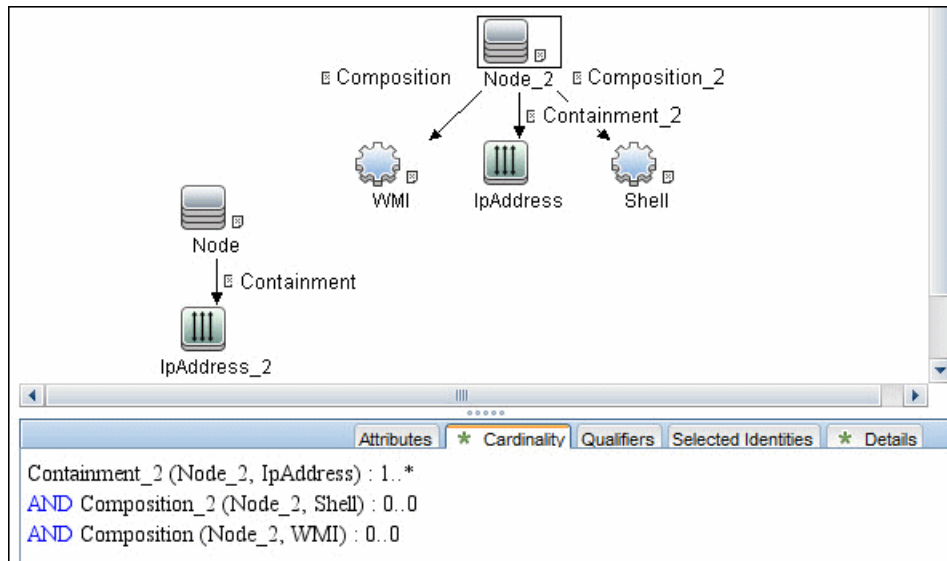 Composition
Node_2
Composition_2
Containment_2
WMI
IpAddress
Shell
Node
Containment
IpAddress_2
Attributes
* Cardinality
Qualifiers
Selected Identities
* Details
Containment_2 (Node_2, IpAddress) : 1..*
AND Composition_2 (Node_2, Shell) : 0..0
AND Composition (Node_2, WMI) : 0..0